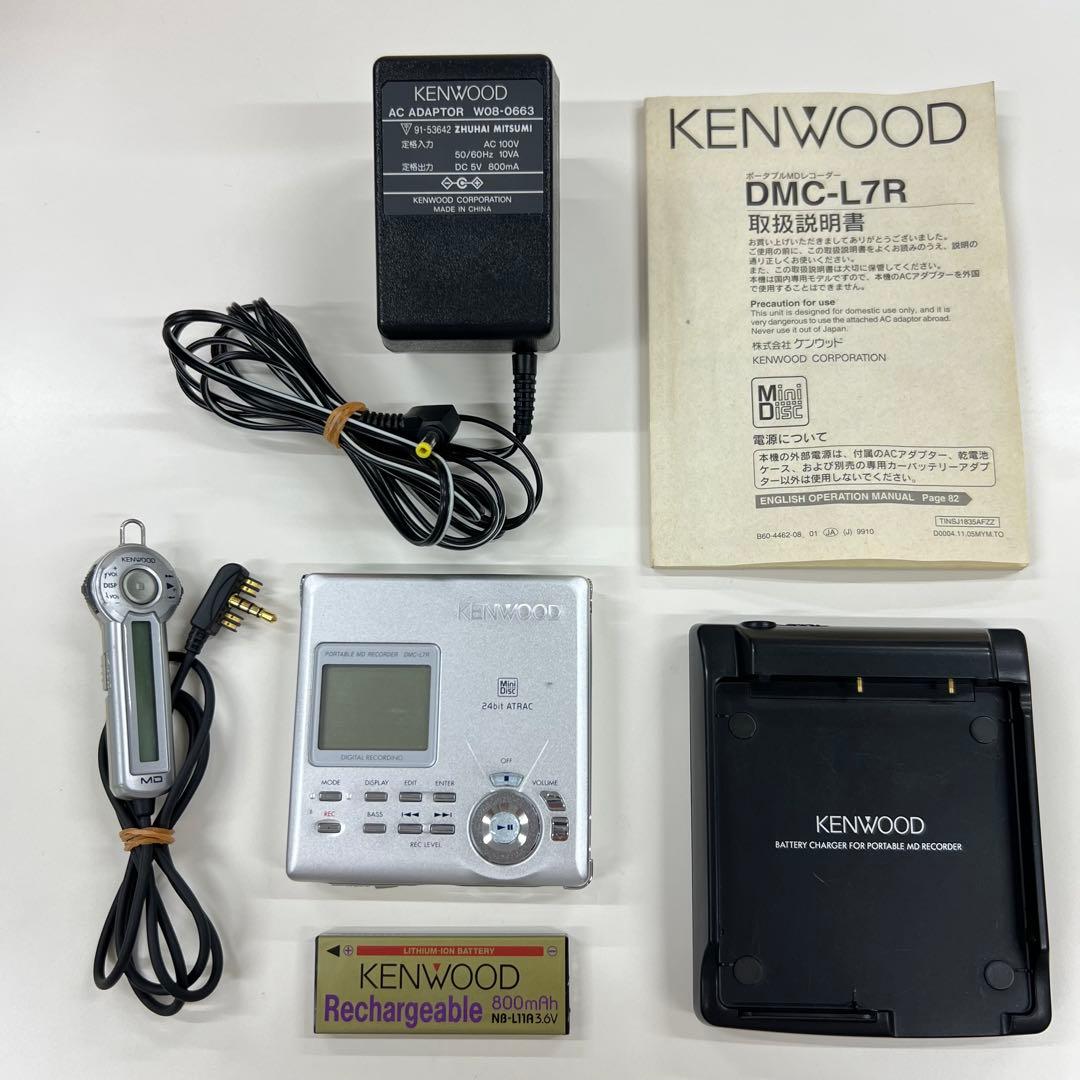 KENWOOD
AC ADAPTOR W08-0663
91-53642 ZHUHAI MITSUMI
定格入力 AC 100V
50/60Hz 10VA
定格出力 DC 5V 800mA
KENWOOD CORPORATION
MADE IN CHINA
KENWOOD
ポータブルMDレコーダー
DMC-L7R
取扱説明書
お買い上げいただきましてありがとうございました。
ご使用の前に、この取扱説明書をよくお読みのうえ、説明の
通り正しくお使いください。
また、この取扱説明書は大切に保管してください。
本機は国内専用モデルですので、本機のACアダプターを外国
で使用することはできません。
Precaution for use
This unit is designed for domestic use only, and it is
very dangerous to use the attached AC adaptor abroad.
Never use it out of Japan.
株式会社 ケンウッド
KENWOOD CORPORATION
Mini
Disc
電源について
本機の外部電源は、付属のACアダプター、乾電池
ケース、および別売の専用カーバッテリーアダプ
ター以外は使用しないでください。
ENGLISH OPERATION MANUAL Page 82
TINSJ1835AFZZ
B60-4462-08 01 (JA) (J) 9910
D0004.11.05MYM.TO
KENWOOD
VOL
DISP
VOL
MD
KENWOOD
PORTABLE MD RECORDER DMC-L7R
Mini
Disc
24bit ATRAC
DIGITAL RECORDING
OFF
MODE DISPLAY EDIT ENTER VOLUME
REC BASS
REC LEVEL
KENWOOD
BATTERY CHARGER FOR PORTABLE MD RECORDER
LITHIUM-ION BATTERY
KENWOOD
Rechargeable 800mAh
NB-L11A 3.6V